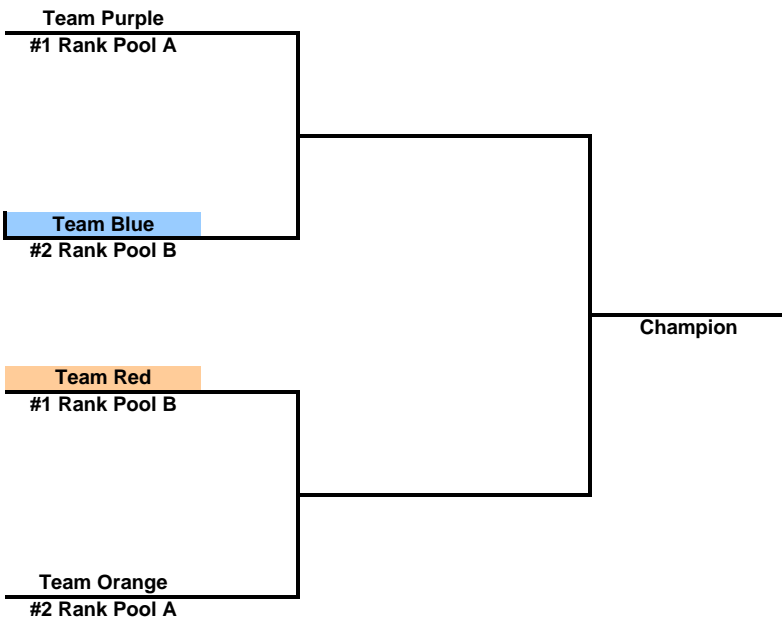 Team Purple
#1 Rank Pool A
Team Blue
#2 Rank Pool B
Champion
Team Red
#1 Rank Pool B
Team Orange
#2 Rank Pool A